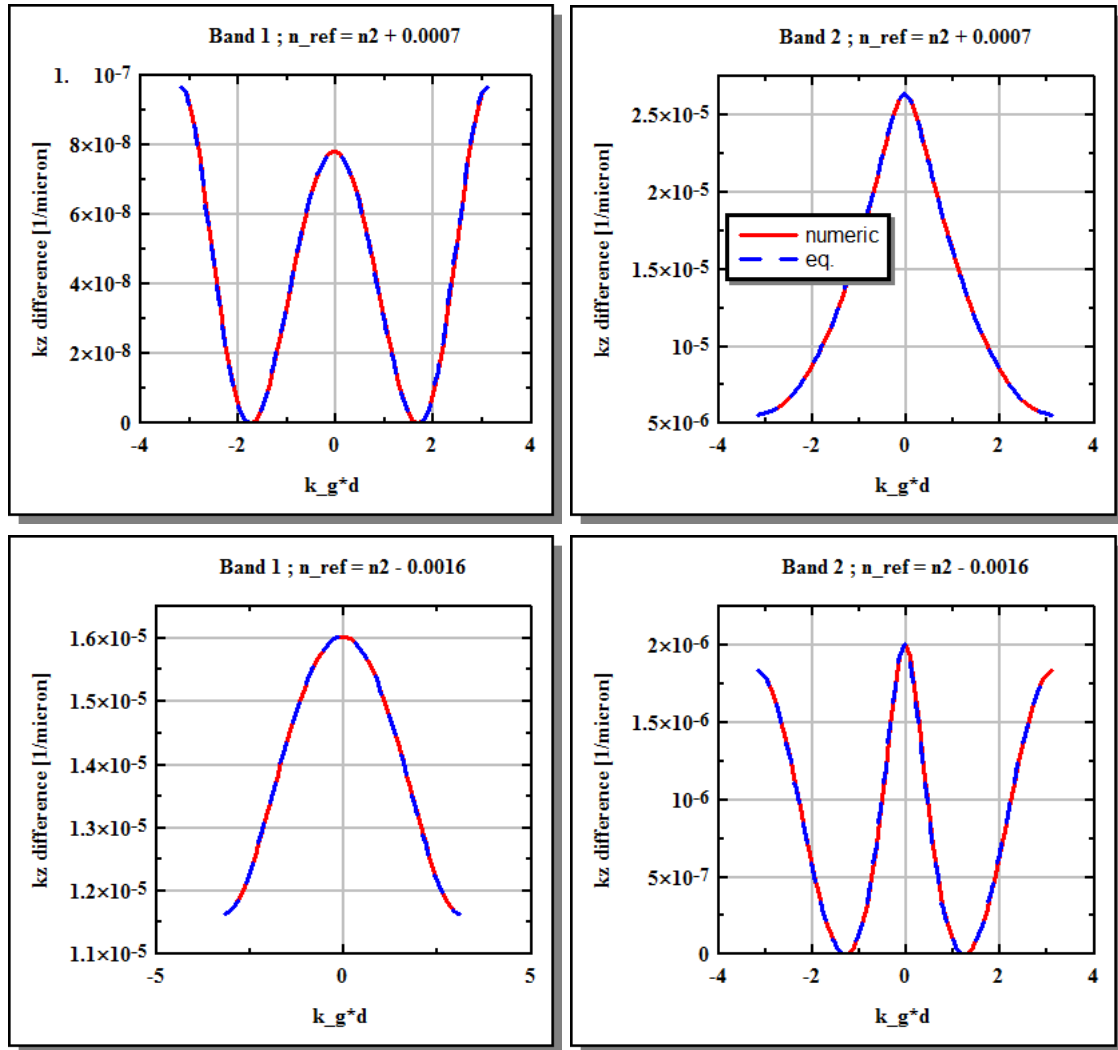 Band 1 ; n_ref = n2 + 0.0007
1. 10-7
8×10-8
6×10-8
4×10-8
2×10-8
0
kz difference [1/micron]
-2 0 2 4
-4
k_g*d
Band 2 ; n_ref = n2 + 0.0007
2.5×10-5
2×10-5
1.5×10-5
10-5
5×10-6
kz difference [1/micron]
numeric
eq.
-4 -2 0 2 4
k_g*d
Band 1 ; n_ref = n2 - 0.0016
1.6×10-5
1.5×10-5
1.4×10-5
1.3×10-5
1.2×10-5
1.1×10-5
kz difference [1/micron]
-5 0 5
k_g*d
Band 2 ; n_ref = n2 - 0.0016
2×10-6
1.5×10-6
10-6
5×10-7
0
kz difference [1/micron]
-4 -2 0 2 4
k_g*d